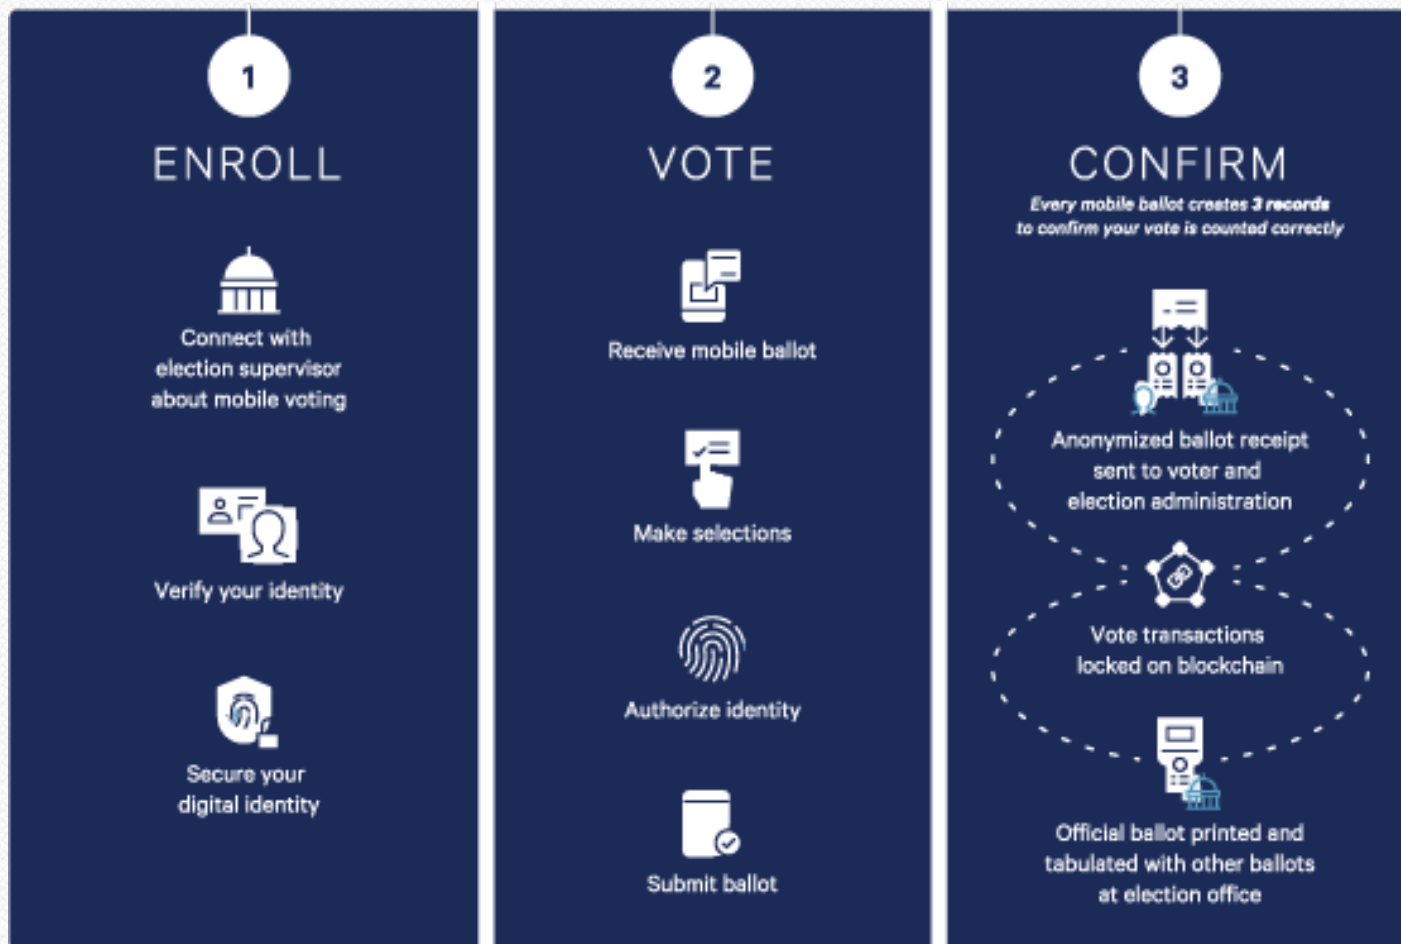 1
ENROLL
Connect with
election supervisor
about mobile voting
Verify your identity
Secure your
digital identity
2
VOTE
Receive mobile ballot
Make selections
Authorize identity
Submit ballot
3
CONFIRM
Every mobile ballot creates 3 records
to confirm your vote is counted correctly
Anonymized ballot receipt
sent to voter and
election administration
Vote transactions
locked on blockchain
Official ballot printed and
tabulated with other ballots
at election office